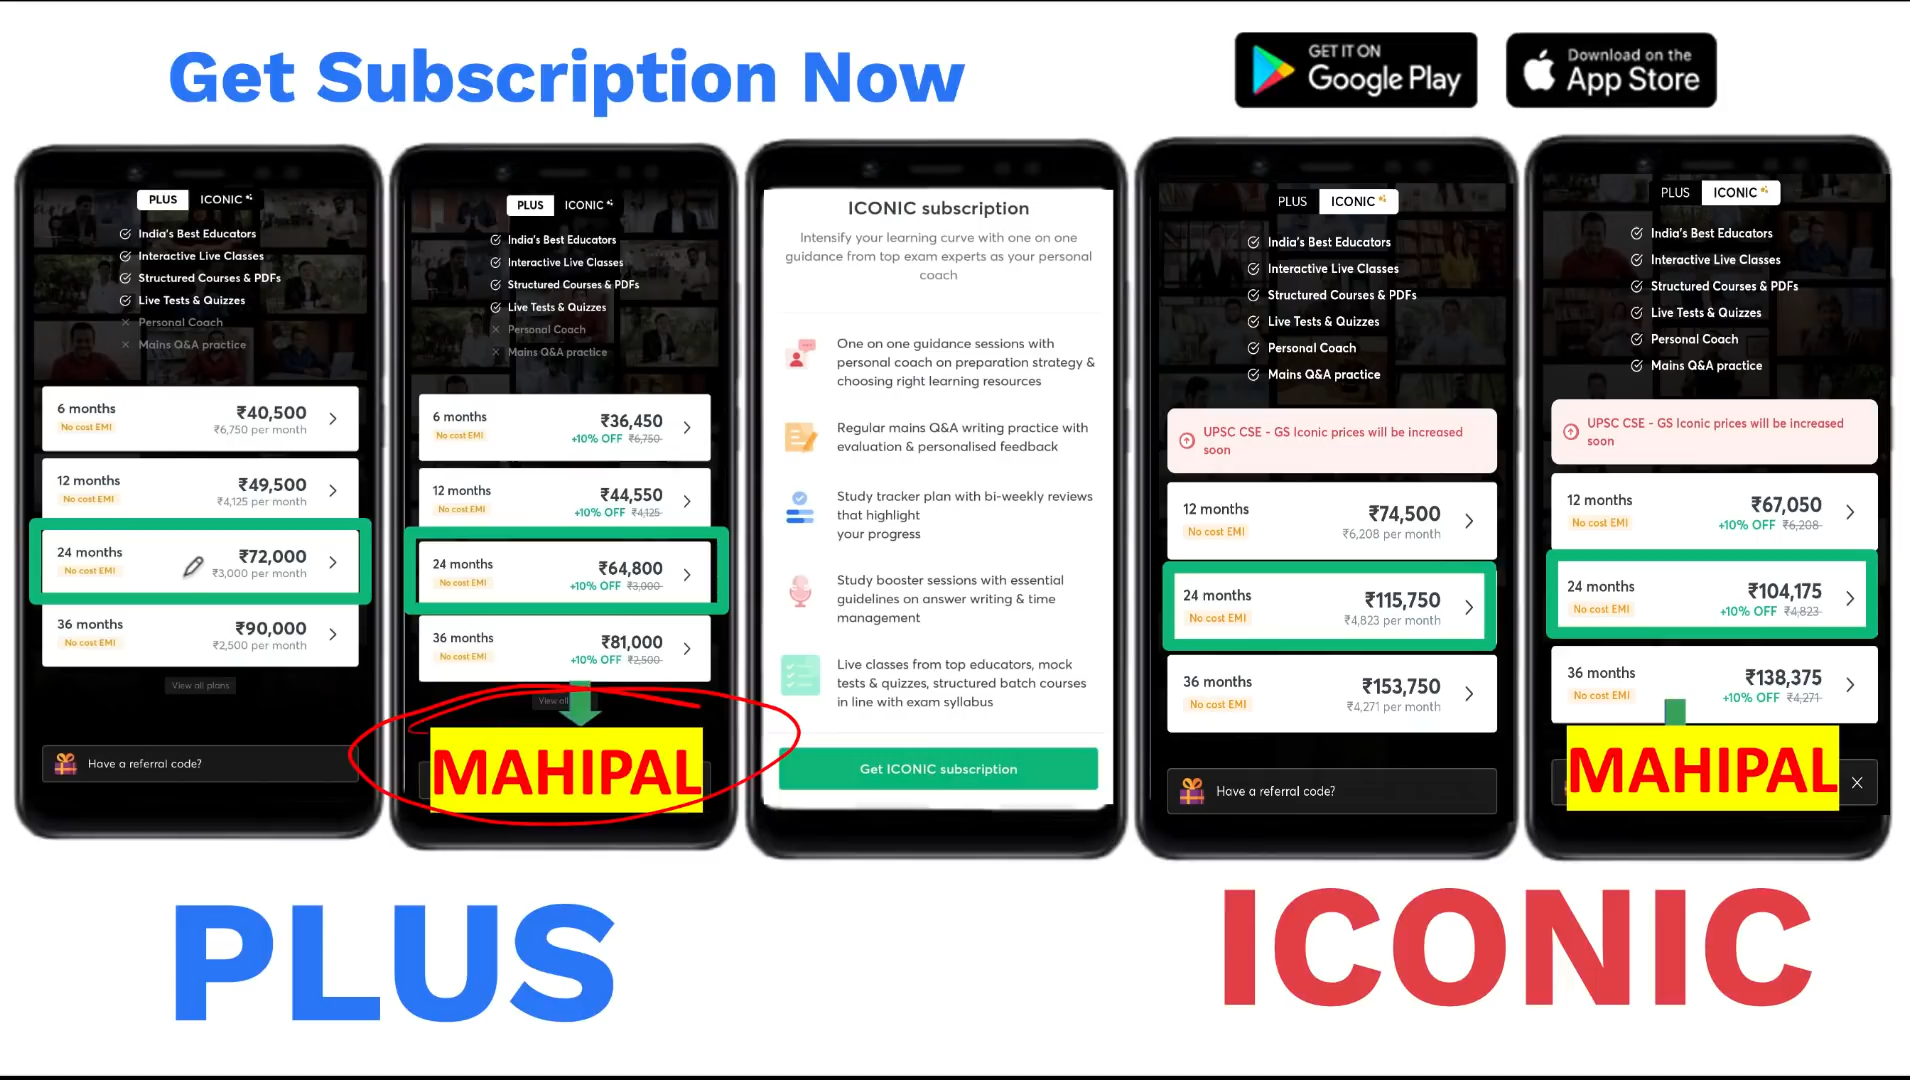 Get Subscription Now
GET IT ON
Google Play
Download on the
App Store
PLUS ICONIC
India's Best Educators
Interactive Live Classes
Structured Courses & PDFs
Live Tests & Quizzes
Personal Coach
Mains Q&A practice
6 months ₹40,500
No cost EMI ₹6,750 per month
12 months ₹49,500
No cost EMI ₹4,125 per month
24 months ₹72,000
No cost EMI ₹3,000 per month
36 months ₹90,000
No cost EMI ₹2,500 per month
View all plans
Have a referral code?
PLUS ICONIC
India's Best Educators
Interactive Live Classes
Structured Courses & PDFs
Live Tests & Quizzes
Personal Coach
Mains Q&A practice
6 months ₹36,450
No cost EMI +10% OFF ₹6,750
12 months ₹44,550
No cost EMI +10% OFF ₹4,125
24 months ₹64,800
No cost EMI +10% OFF ₹3,000
36 months ₹81,000
No cost EMI +10% OFF ₹2,500
View all
MAHIPAL
ICONIC subscription
Intensify your learning curve with one on one
guidance from top exam experts as your personal
coach
One on one guidance sessions with
personal coach on preparation strategy &
choosing right learning resources
Regular mains Q&A writing practice with
evaluation & personalised feedback
Study tracker plan with bi-weekly reviews
that highlight
your progress
Study booster sessions with essential
guidelines on answer writing & time
management
Live classes from top educators, mock
tests & quizzes, structured batch courses
in line with exam syllabus
Get ICONIC subscription
PLUS ICONIC
India's Best Educators
Interactive Live Classes
Structured Courses & PDFs
Live Tests & Quizzes
Personal Coach
Mains Q&A practice
UPSC CSE - GS Iconic prices will be increased
soon
12 months ₹74,500
No cost EMI ₹6,208 per month
24 months ₹115,750
No cost EMI ₹4,823 per month
36 months ₹153,750
No cost EMI ₹4,271 per month
Have a referral code?
PLUS ICONIC
India's Best Educators
Interactive Live Classes
Structured Courses & PDFs
Live Tests & Quizzes
Personal Coach
Mains Q&A practice
UPSC CSE - GS Iconic prices will be increased
soon
12 months ₹67,050
No cost EMI +10% OFF ₹6,208
24 months ₹104,175
No cost EMI +10% OFF ₹4,823
36 months ₹138,375
No cost EMI +10% OFF ₹4,271
MAHIPAL
PLUS
ICONIC